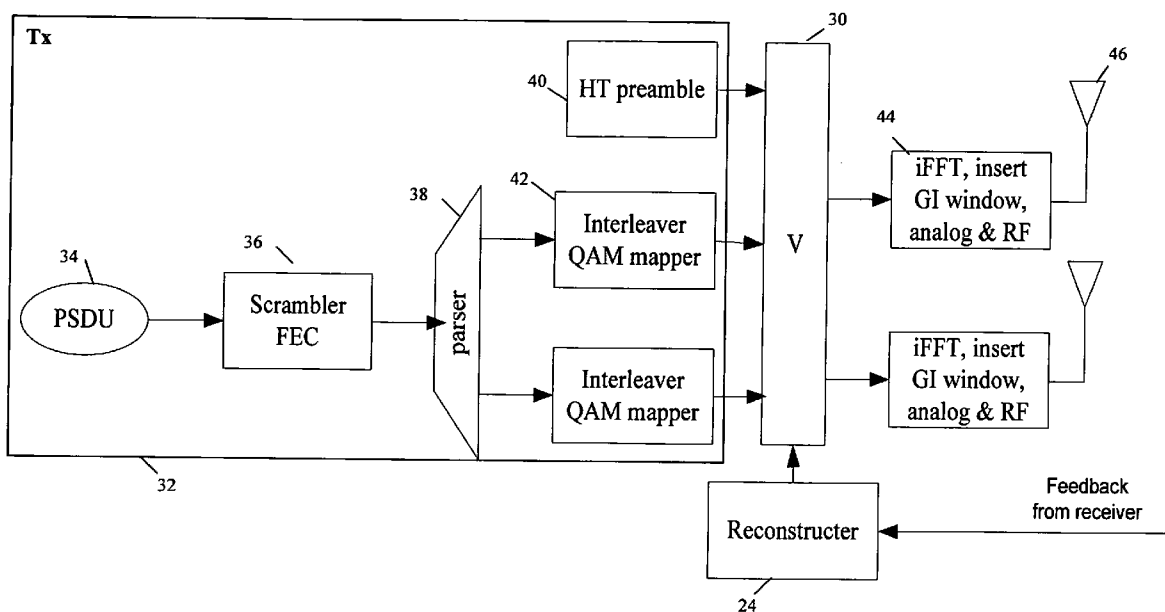 Tx
30
46
40
HT preamble
44
iFFT, insert
GI window,
analog & RF
38
42
Interleaver
QAM mapper
V
34
PSDU
36
Scrambler
FEC
parser
Interleaver
QAM mapper
iFFT, insert
GI window,
analog & RF
32
Reconstructer
24
Feedback
from receiver